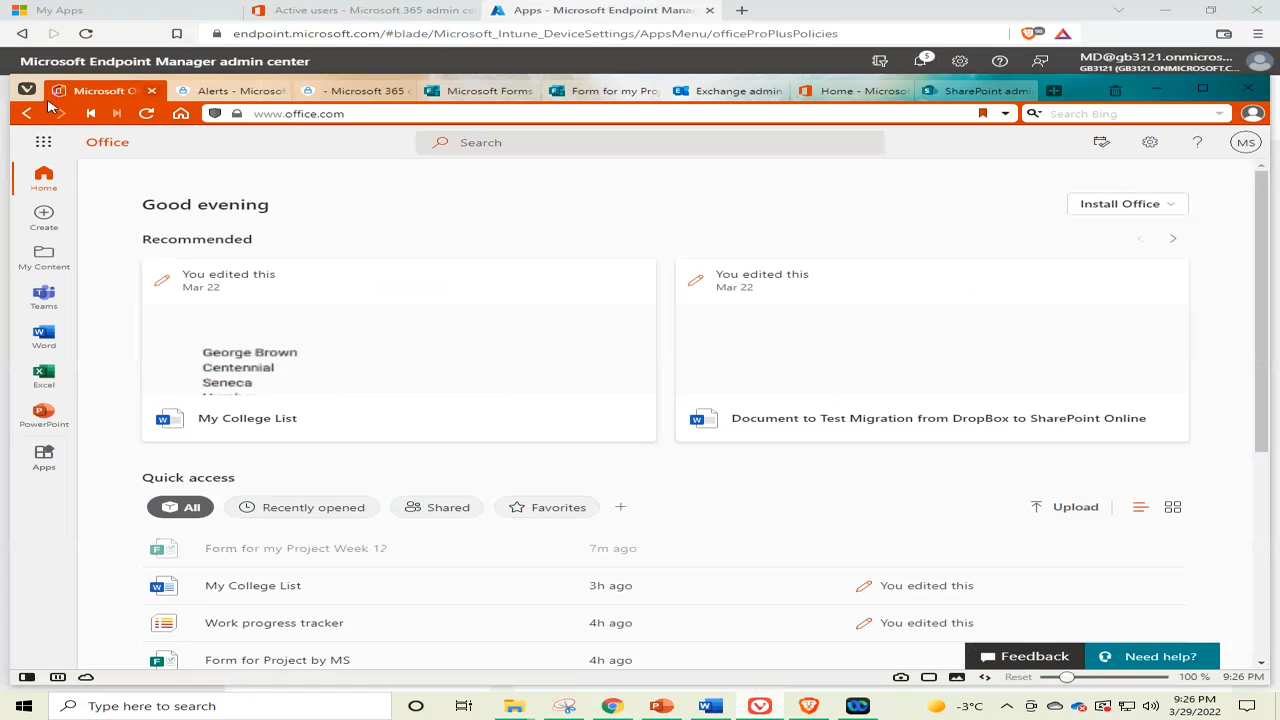 My Apps
Active users - Microsoft 365 admin ce
Apps - Microsoft Endpoint Mana
endpoint.microsoft.com/#blade/Microsoft_Intune_DeviceSettings/AppsMenu/officeProPlusPolicies
Microsoft Endpoint Manager admin center
5
MD@gb3121.onmicros...
GB3121 (GB3121.ONMICROSOFT.C...
Microsoft O
Alerts - Microso
- Microsoft 365
Microsoft Forms
Form for my Pro
Exchange admin
Home - Microso
SharePoint admi
www.office.com
Search Bing
Office
Search
MS
Home
Create
My Content
Teams
Word
Excel
PowerPoint
Apps
Good evening
Install Office
Recommended
You edited this
Mar 22
You edited this
Mar 22
George Brown
Centennial
Seneca
My College List
Document to Test Migration from DropBox to SharePoint Online
Quick access
All
Recently opened
Shared
Favorites
Upload
Form for my Project Week 12
7m ago
My College List
3h ago
You edited this
Work progress tracker
4h ago
You edited this
Form for Project by MS
4h ago
Feedback
Need help?
Reset
100 %
9:26 PM
Type here to search
-3°C
9:26 PM
3/29/2022